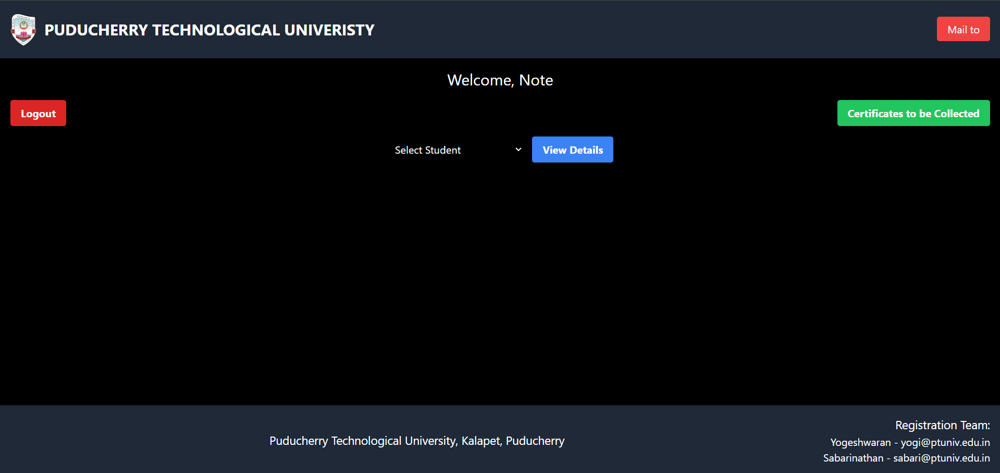 PUDUCHERRY TECHNOLOGICAL UNIVERISTY
Mail to
Welcome, Note
Logout
Certificates to be Collected
Select Student
View Details
Puducherry Technological University, Kalapet, Puducherry
Registration Team:
Yogeshwaran - yogi@ptuniv.edu.in
Sabarinathan - sabari@ptuniv.edu.in